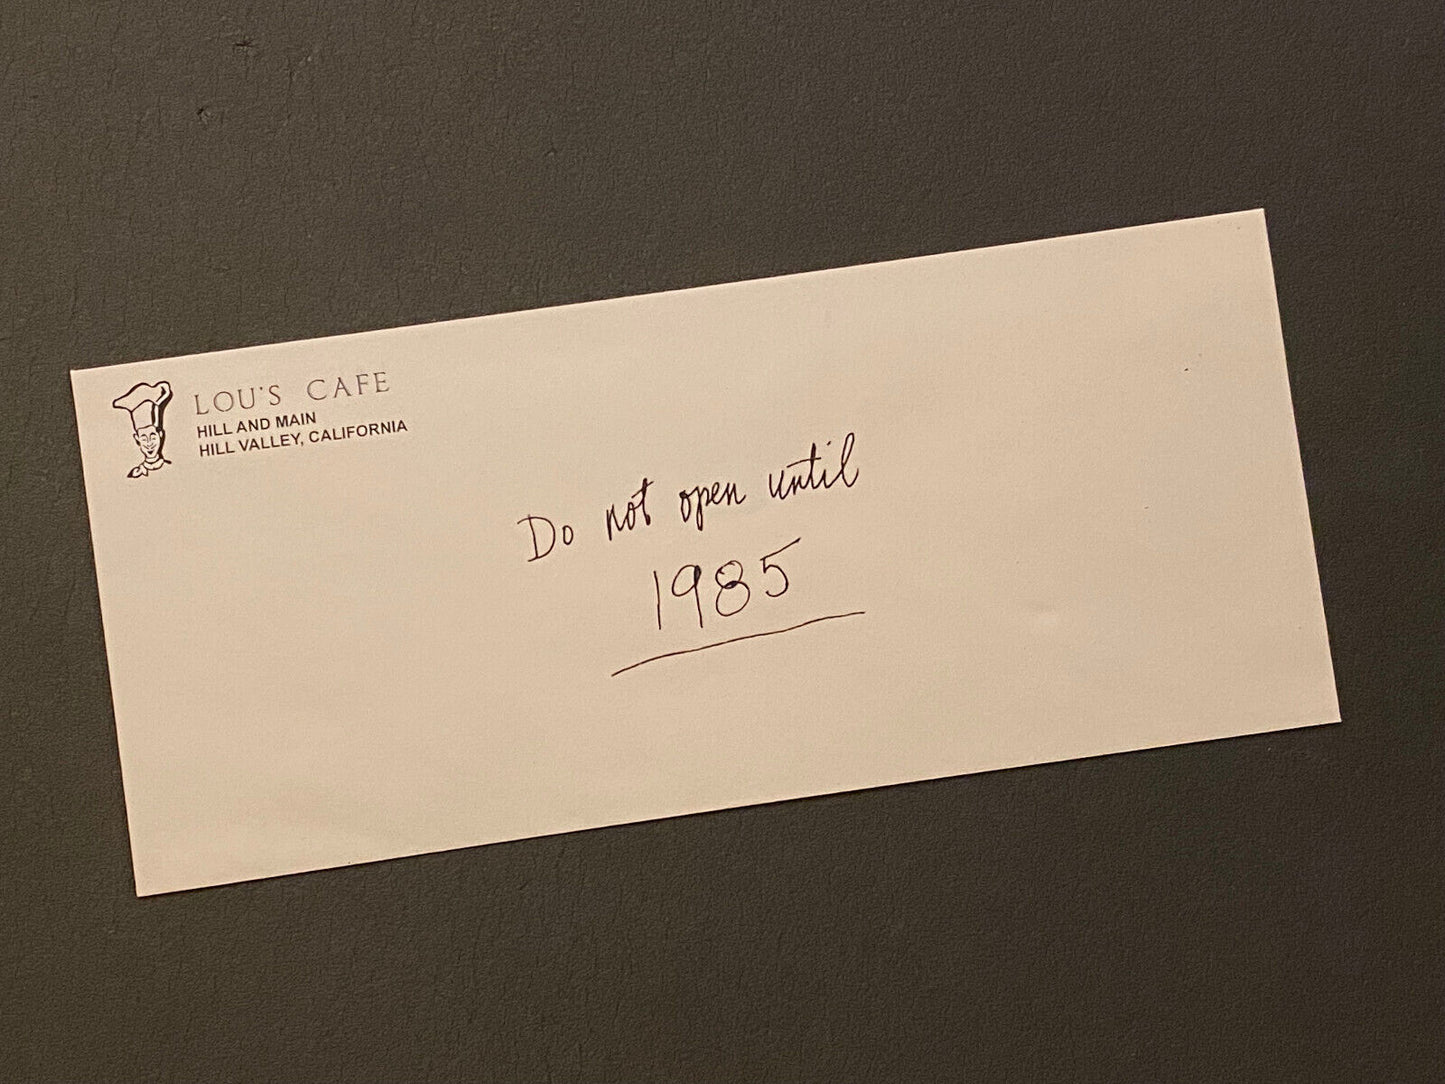 LOU'S CAFE
HILL AND MAIN
HILL VALLEY, CALIFORNIA
Do not open until
1985